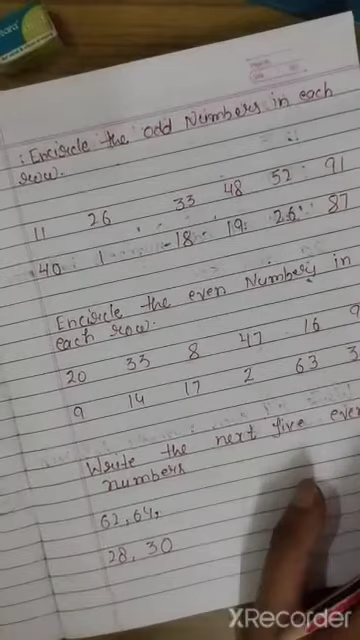 : Encircle the odd Numbers in each
row.
11 26 33 48 52 91
40 1 18 19 26 87
Encircle the even Numbers in
each row.
20 33 8 47 16 9
9 14 17 2 63 3
Write the next five even
numbers
62, 64,
28, 30
XRecorder